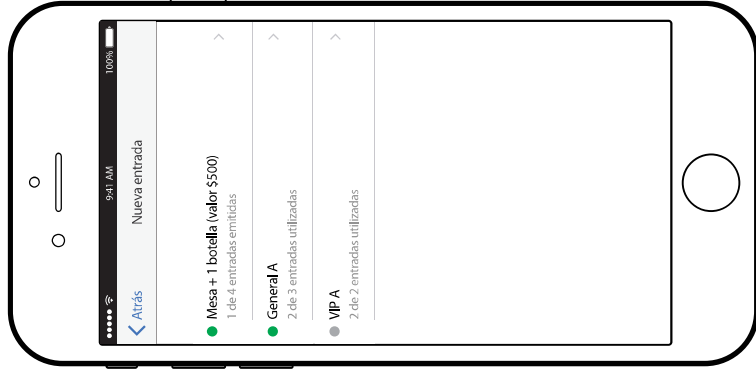 9:41 AM
100%
Atrás
Nueva entrada
Mesa + 1 botella (valor $500)
1 de 4 entradas emitidas
General A
2 de 3 entradas utilizadas
VIP A
2 de 2 entradas utilizadas